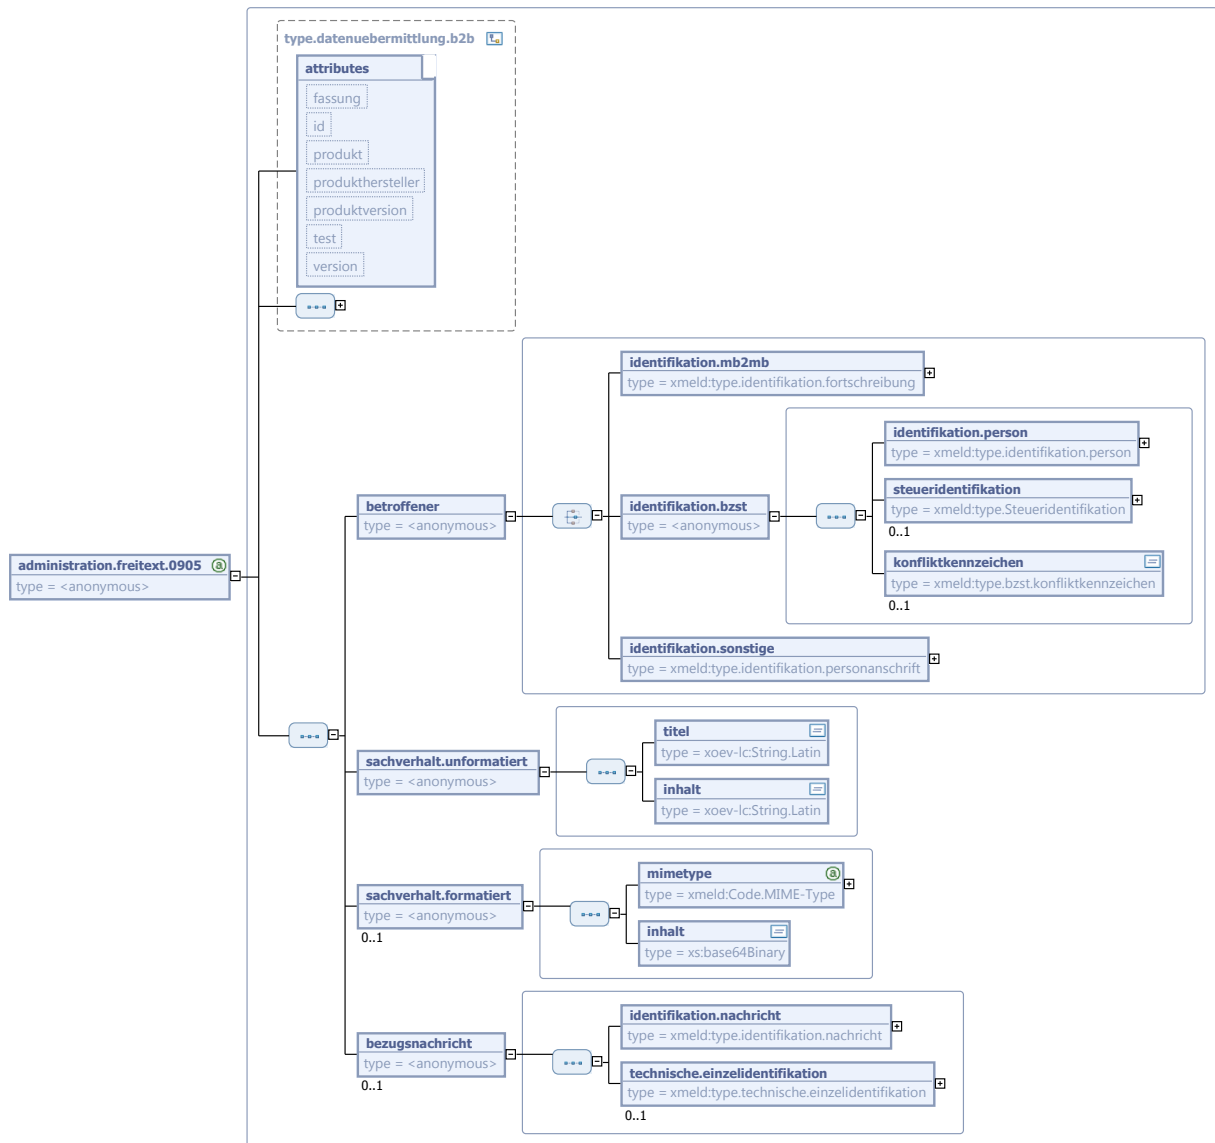 type.datenuebermittlung.b2b
attributes
fassung
id
produkt
produkthersteller
produktversion
test
version
identifikation.mb2mb
type = xmeld:type.identifikation.fortschreibung
identifikation.person
type = xmeld:type.identifikation.person
steueridentifikation
type = xmeld:type.Steueridentifikation
0..1
betroffener
type = <anonymous>
identifikation.bzst
type = <anonymous>
konfliktkennzeichen
type = xmeld:type.bzst.konfliktkennzeichen
0..1
administration.freitext.0905
type = <anonymous>
identifikation.sonstige
type = xmeld:type.identifikation.personanschrift
sachverhalt.unformatiert
type = <anonymous>
titel
type = xoev-lc:String.Latin
inhalt
type = xoev-lc:String.Latin
sachverhalt.formatiert
type = <anonymous>
0..1
mimetype
type = xmeld:Code.MIME-Type
inhalt
type = xs:base64Binary
bezugsnachricht
type = <anonymous>
0..1
identifikation.nachricht
type = xmeld:type.identifikation.nachricht
technische.einzelidentifikation
type = xmeld:type.technische.einzelidentifikation
0..1